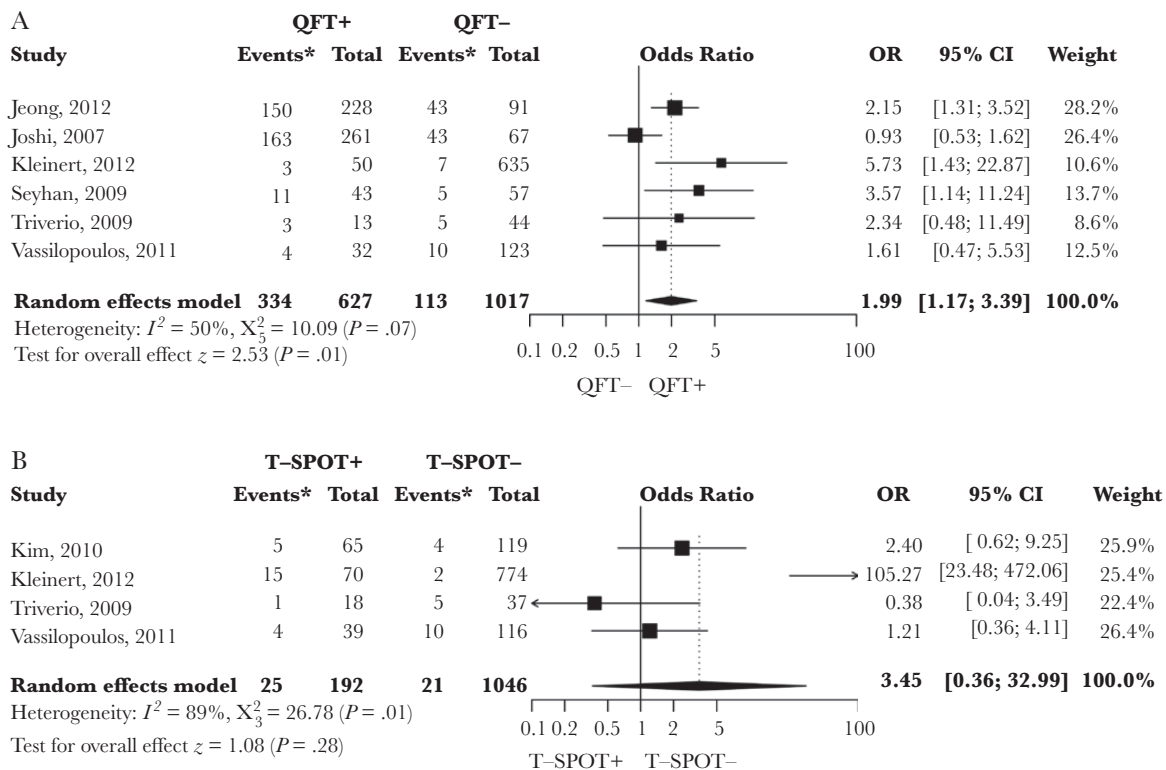 A
QFT+ QFT–
Study Events* Total Events* Total Odds Ratio OR 95% CI Weight
Jeong, 2012 150 228 43 91 2.15 [1.31; 3.52] 28.2%
Joshi, 2007 163 261 43 67 0.93 [0.53; 1.62] 26.4%
Kleinert, 2012 3 50 7 635 5.73 [1.43; 22.87] 10.6%
Seyhan, 2009 11 43 5 57 3.57 [1.14; 11.24] 13.7%
Triverio, 2009 3 13 5 44 2.34 [0.48; 11.49] 8.6%
Vassilopoulos, 2011 4 32 10 123 1.61 [0.47; 5.53] 12.5%
Random effects model 334 627 113 1017 1.99 [1.17; 3.39] 100.0%
Heterogeneity: I² = 50%, X²₅ = 10.09 (P = .07)
Test for overall effect z = 2.53 (P = .01)
0.1 0.2 0.5 1 2 5 100
QFT– QFT+
B
T–SPOT+ T–SPOT–
Study Events* Total Events* Total Odds Ratio OR 95% CI Weight
Kim, 2010 5 65 4 119 2.40 [ 0.62; 9.25] 25.9%
Kleinert, 2012 15 70 2 774 105.27 [23.48; 472.06] 25.4%
Triverio, 2009 1 18 5 37 0.38 [ 0.04; 3.49] 22.4%
Vassilopoulos, 2011 4 39 10 116 1.21 [0.36; 4.11] 26.4%
Random effects model 25 192 21 1046 3.45 [0.36; 32.99] 100.0%
Heterogeneity: I² = 89%, X²₃ = 26.78 (P = .01)
Test for overall effect z = 1.08 (P = .28)
0.1 0.2 0.5 1 2 5 100
T–SPOT+ T–SPOT–